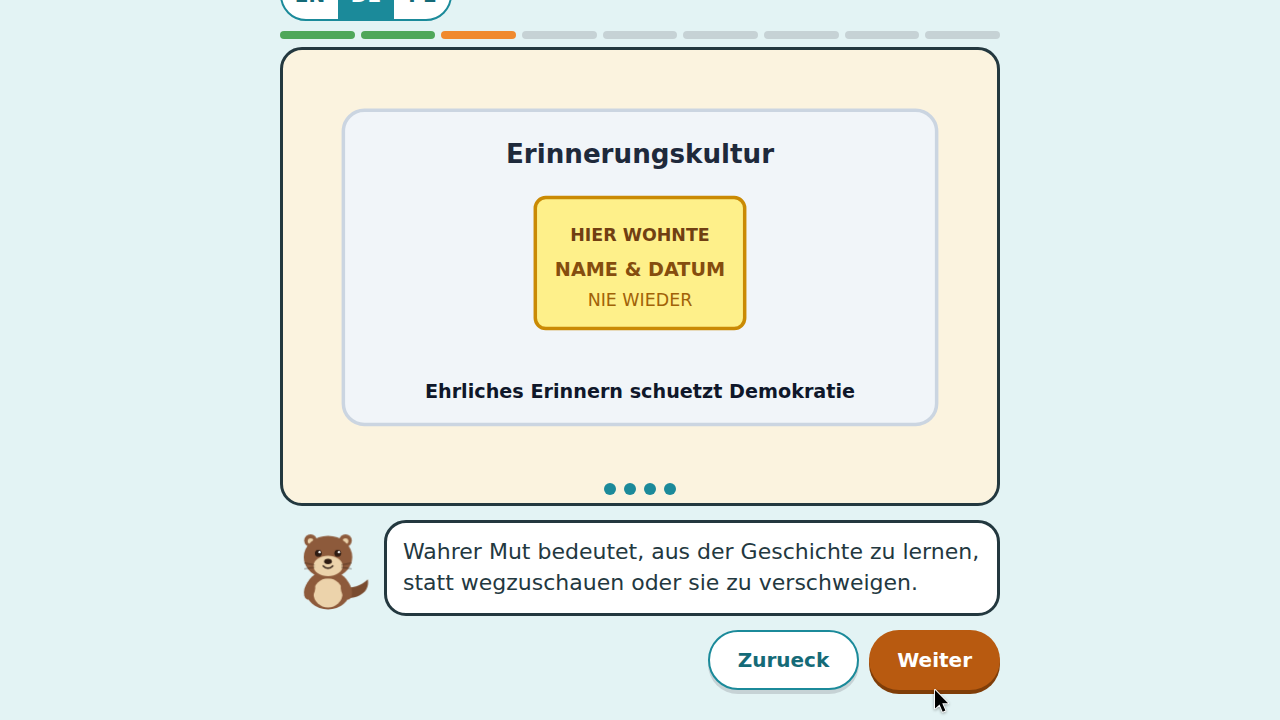 Erinnerungskultur
HIER WOHNTE
NAME & DATUM
NIE WIEDER
Ehrliches Erinnern schuetzt Demokratie
Wahrer Mut bedeutet, aus der Geschichte zu lernen,
statt wegzuschauen oder sie zu verschweigen.
Zurueck
Weiter